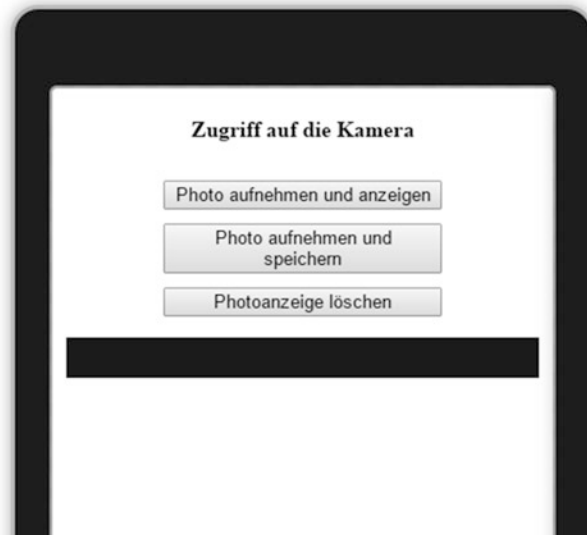 Zugriff auf die Kamera
Photo aufnehmen und anzeigen
Photo aufnehmen und
speichern
Photoanzeige löschen